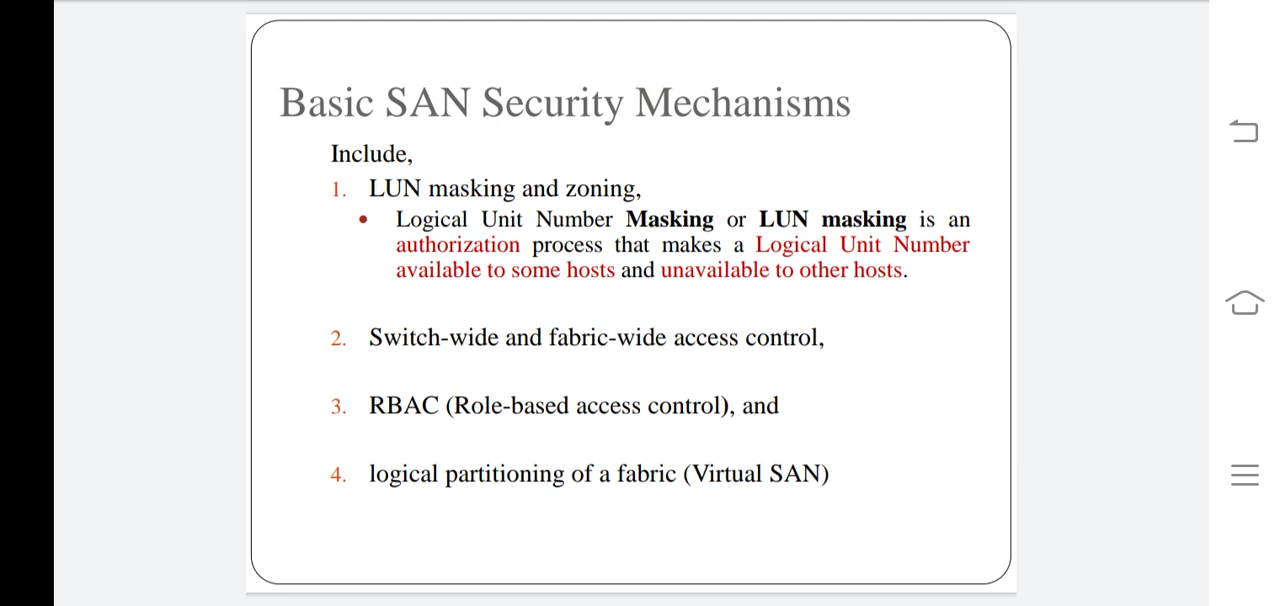 Basic SAN Security Mechanisms
Include,
1. LUN masking and zoning,
• Logical Unit Number Masking or LUN masking is an
authorization process that makes a Logical Unit Number
available to some hosts and unavailable to other hosts.
2. Switch-wide and fabric-wide access control,
3. RBAC (Role-based access control), and
4. logical partitioning of a fabric (Virtual SAN)